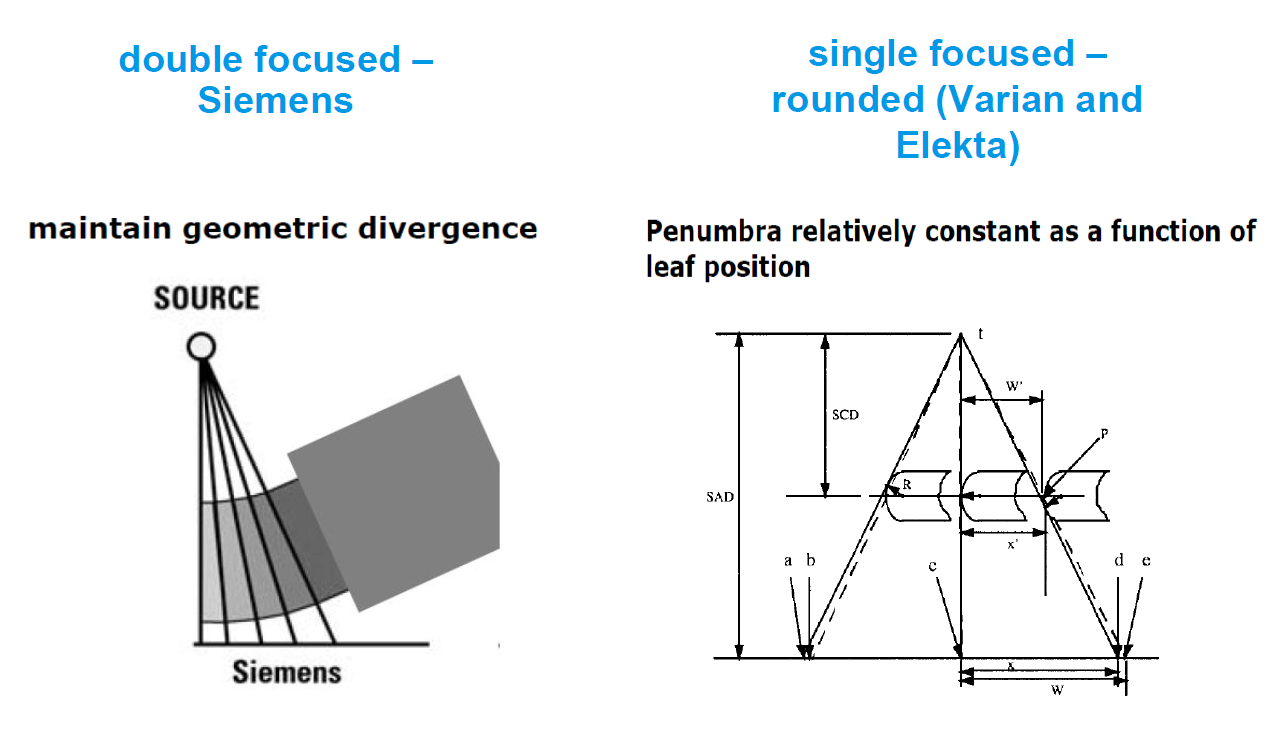 double focused –
Siemens
single focused –
rounded (Varian and
Elekta)
maintain geometric divergence
Penumbra relatively constant as a function of
leaf position
SOURCE
Siemens
t
W'
SCD
P
R
SAD
x'
a b
c
d e
x
W